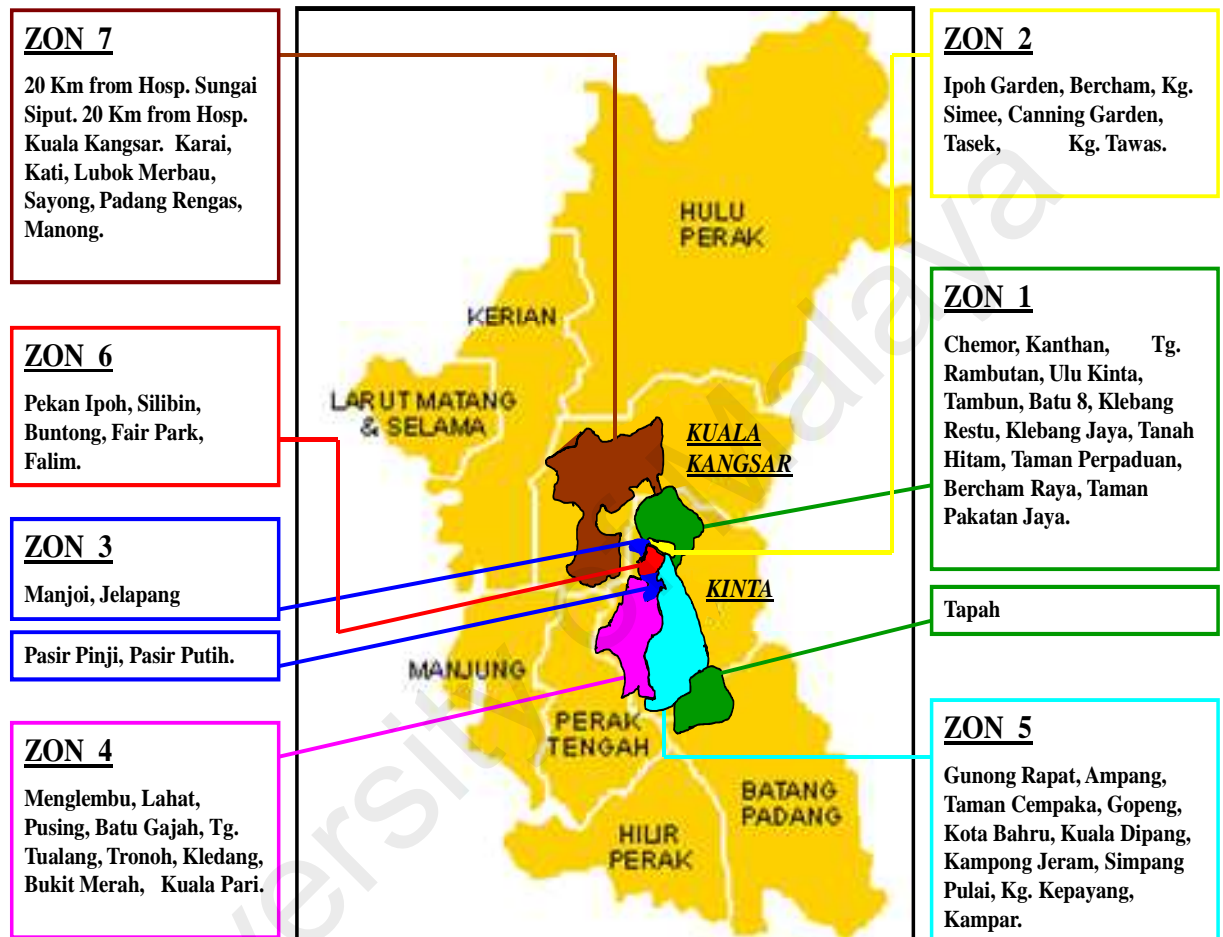 ZON 7
20 Km from Hosp. Sungai
Siput. 20 Km from Hosp.
Kuala Kangsar. Karai,
Kati, Lubok Merbau,
Sayong, Padang Rengas,
Manong.
ZON 6
Pekan Ipoh, Silibin,
Buntong, Fair Park,
Falim.
ZON 3
Manjoi, Jelapang
Pasir Pinji, Pasir Putih.
ZON 4
Menglembu, Lahat,
Pusing, Batu Gajah, Tg.
Tualang, Tronoh, Kledang,
Bukit Merah, Kuala Pari.
HULU
PERAK
KERIAN
LARUT MATANG
& SELAMA
KUALA
KANGSAR
KINTA
MANJUNG
PERAK
TENGAH
BATANG
PADANG
HILIR
PERAK
ZON 2
Ipoh Garden, Bercham, Kg.
Simee, Canning Garden,
Tasek, Kg. Tawas.
ZON 1
Chemor, Kanthan, Tg.
Rambutan, Ulu Kinta,
Tambun, Batu 8, Klebang
Restu, Klebang Jaya, Tanah
Hitam, Taman Perpaduan,
Bercham Raya, Taman
Pakatan Jaya.
Tapah
ZON 5
Gunong Rapat, Ampang,
Taman Cempaka, Gopeng,
Kota Bahru, Kuala Dipang,
Kampong Jeram, Simpang
Pulai, Kg. Kepayang,
Kampar.
versity of Malaya